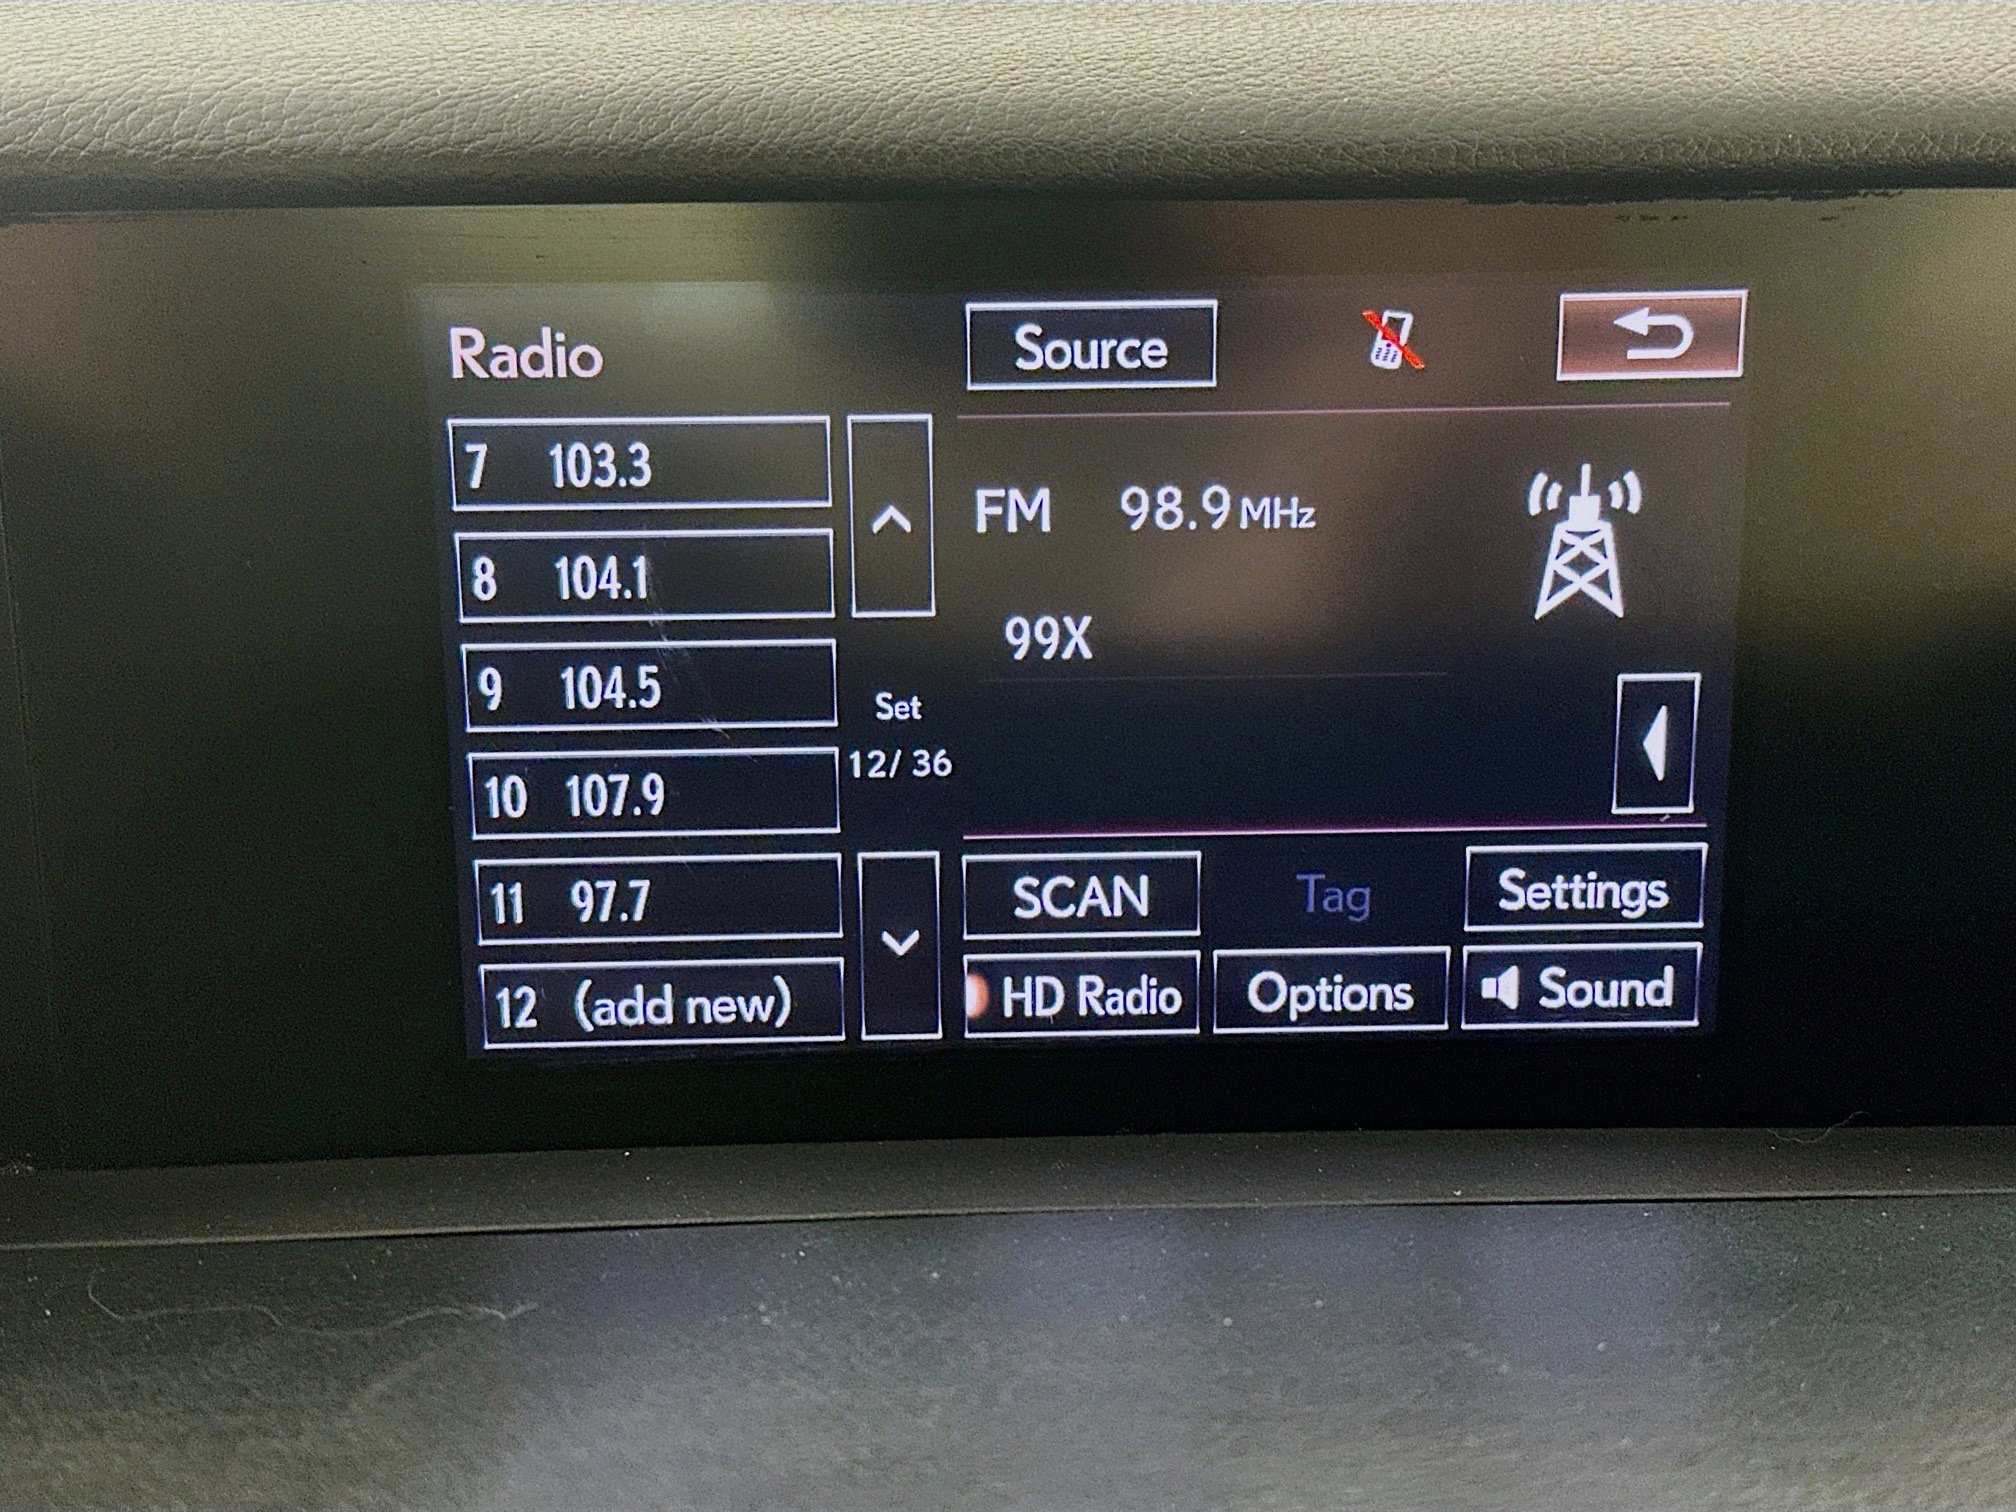 Radio
Source
7 103.3
8 104.1
9 104.5
10 107.9
11 97.7
12 (add new)
Set
12/ 36
FM 98.9 MHz
99X
SCAN
Tag
Settings
HD Radio
Options
Sound